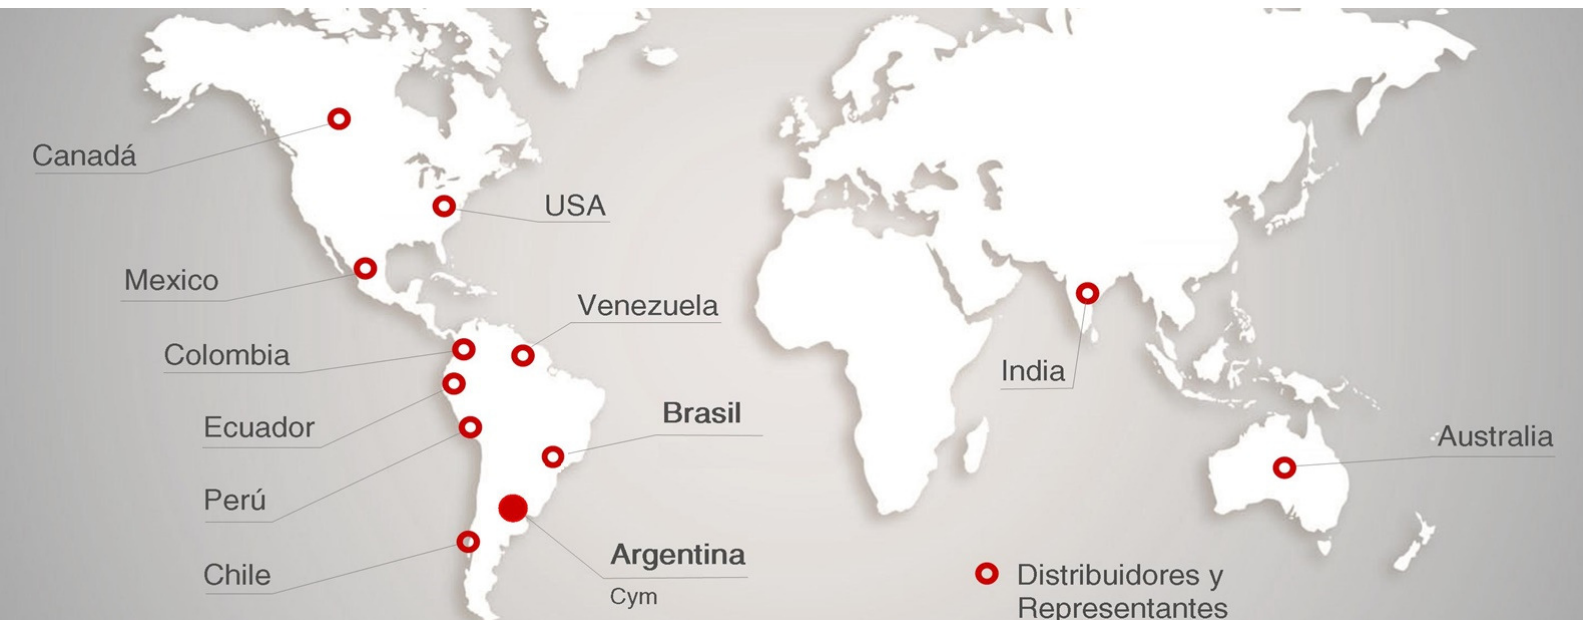 Canadá
USA
Mexico
Venezuela
Colombia
India
Brasil
Ecuador
Australia
Perú
Argentina
Cym
Chile
Distribuidores y
Representantes